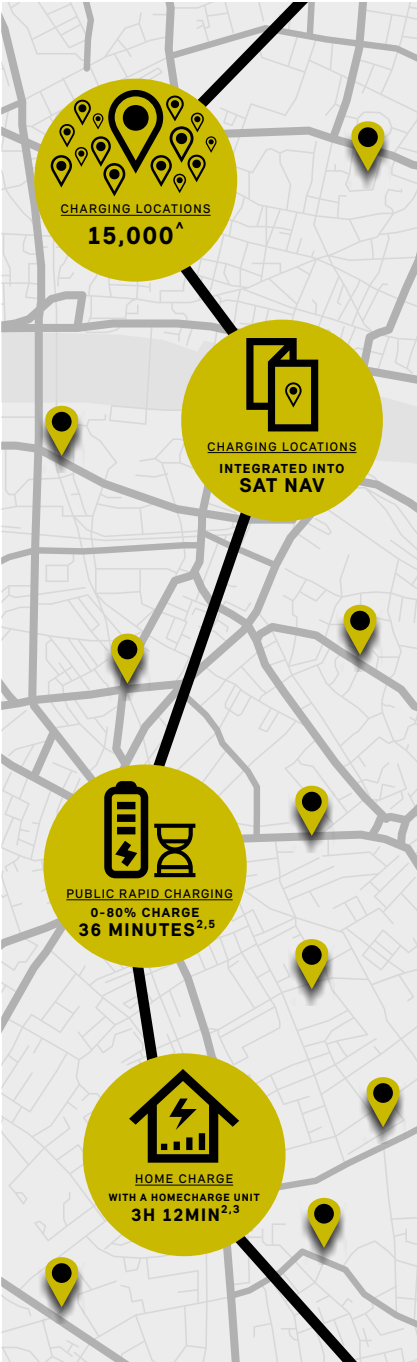 CHARGING LOCATIONS
15,000^
CHARGING LOCATIONS
INTEGRATED INTO
SAT NAV
PUBLIC RAPID CHARGING
0-80% CHARGE
36 MINUTES2,5
HOME CHARGE
WITH A HOMECHARGE UNIT
3H 12MIN2,3